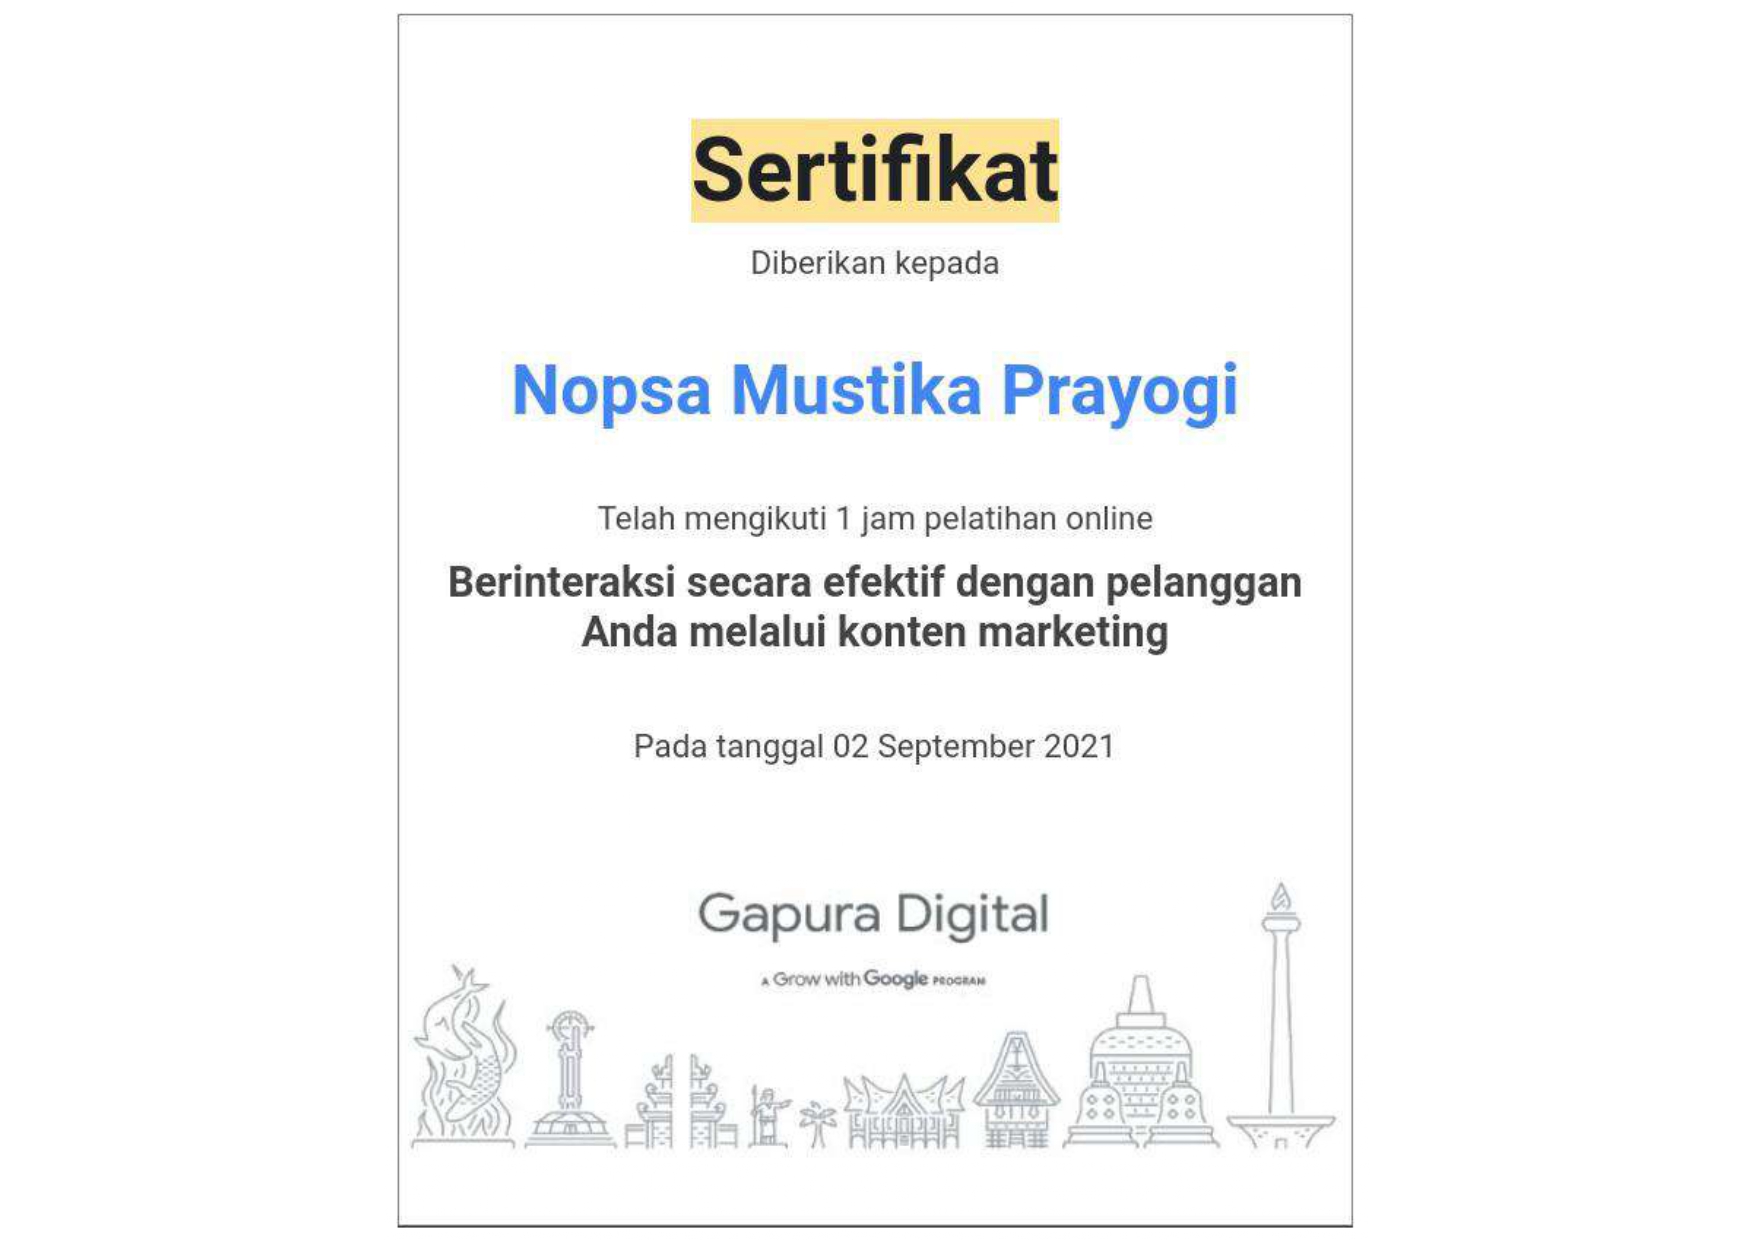 Sertifikat
Diberikan kepada
Nopsa Mustika Prayogi
Telah mengikuti 1 jam pelatihan online
Berinteraksi secara efektif dengan pelanggan
Anda melalui konten marketing
Pada tanggal 02 September 2021
Gapura Digital
A Grow with Google PROGRAM